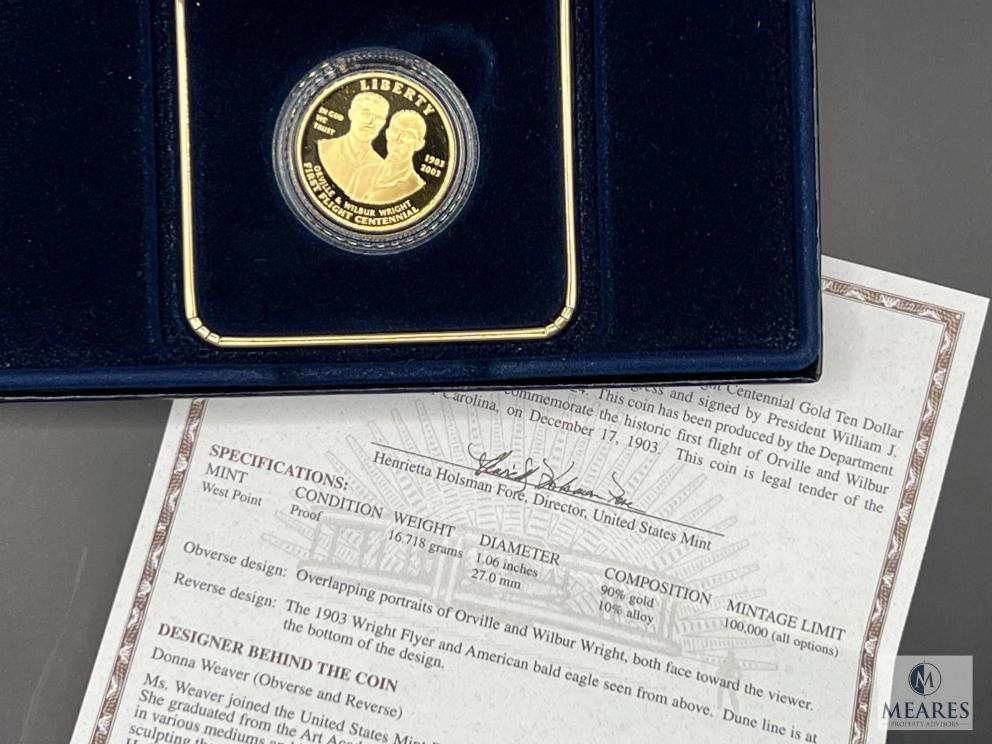 LIBERTY
IN GOD
WE
TRUST
1903
2003
ORVILLE & WILBUR WRIGHT
FIRST FLIGHT CENTENNIAL
Centennial Gold Ten Dollar
and signed by President William J.
This coin has been produced by the Department
commemorate the historic first flight of Orville and Wilbur
Carolina, on December 17, 1903. This coin is legal tender of the
Henrietta Holsman Fore, Director, United States Mint
SPECIFICATIONS:
MINT CONDITION WEIGHT DIAMETER COMPOSITION MINTAGE LIMIT
West Point Proof 16.718 grams 1.06 inches 90% gold 100,000 (all options)
27.0 mm 10% alloy
Obverse design: Overlapping portraits of Orville and Wilbur Wright, both face toward the viewer.
Reverse design: The 1903 Wright Flyer and American bald eagle seen from above. Dune line is at
the bottom of the design.
DESIGNER BEHIND THE COIN
Donna Weaver (Obverse and Reverse)
Ms. Weaver joined the United States Mint
She graduated from the Art
in various mediums
sculpting
M
MEARES
PROPERTY ADVISORS